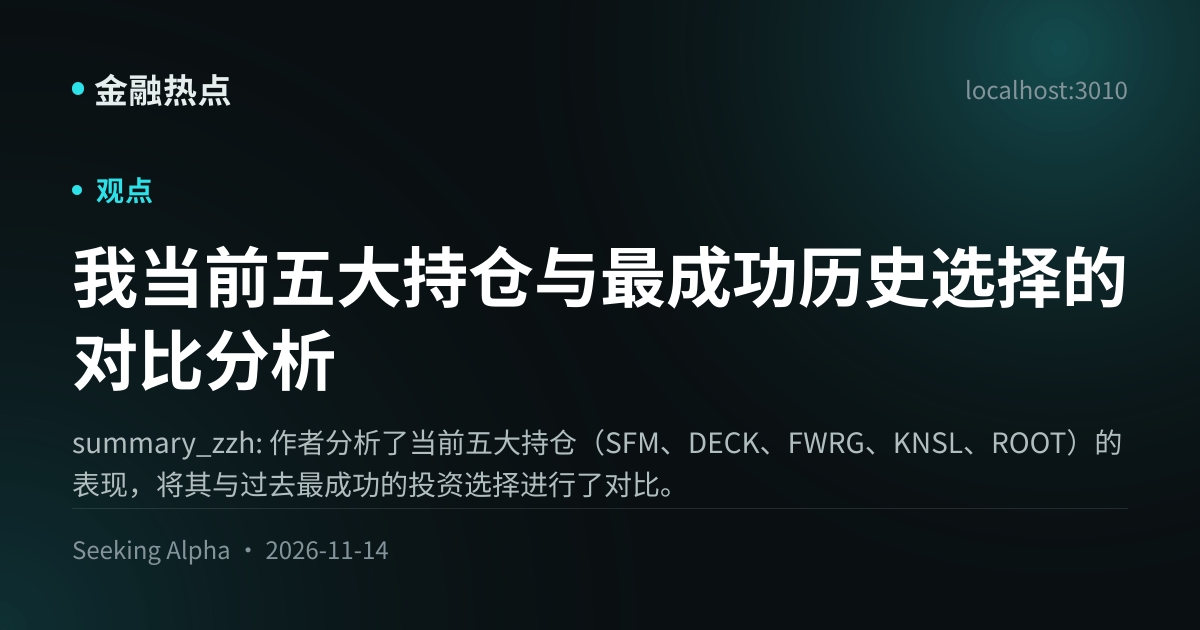 金融热点
localhost:3010
观点
我当前五大持仓与最成功历史选择的
对比分析
summary_zzh: 作者分析了当前五大持仓（SFM、DECK、FWRG、KNSL、ROOT）的
表现，将其与过去最成功的投资选择进行了对比。
Seeking Alpha · 2026-11-14